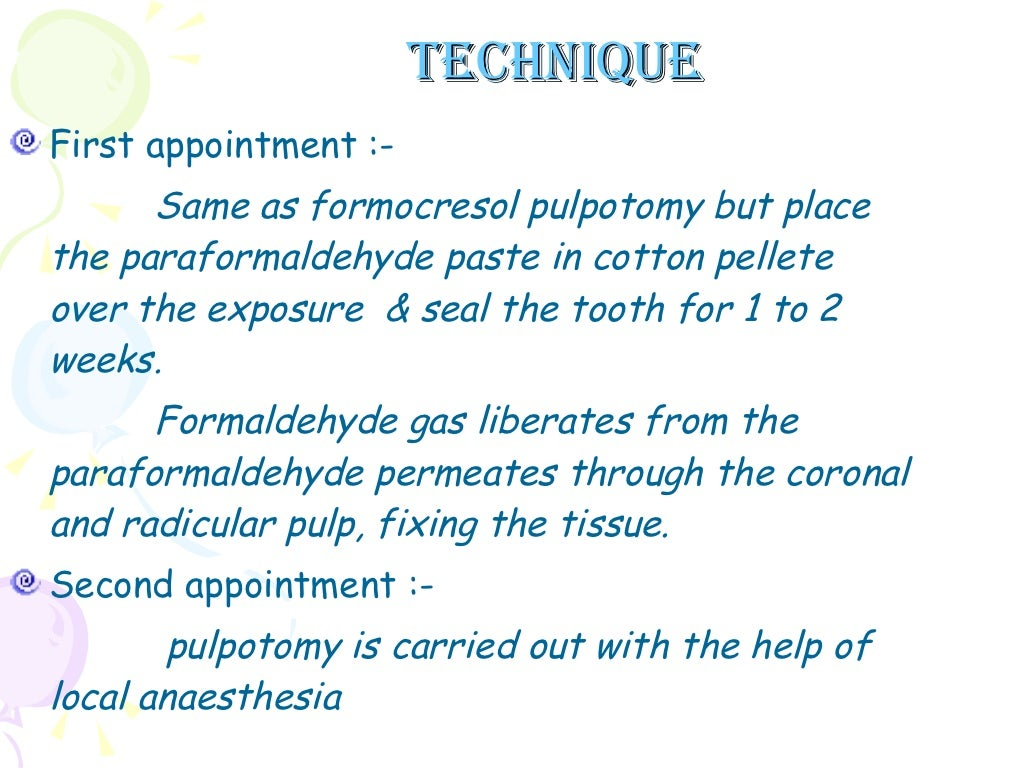 TECHNIQUE
First appointment :-
Same as formocresol pulpotomy but place
the paraformaldehyde paste in cotton pellete
over the exposure & seal the tooth for 1 to 2
weeks.
Formaldehyde gas liberates from the
paraformaldehyde permeates through the coronal
and radicular pulp, fixing the tissue.
Second appointment :-
pulpotomy is carried out with the help of
local anaesthesia